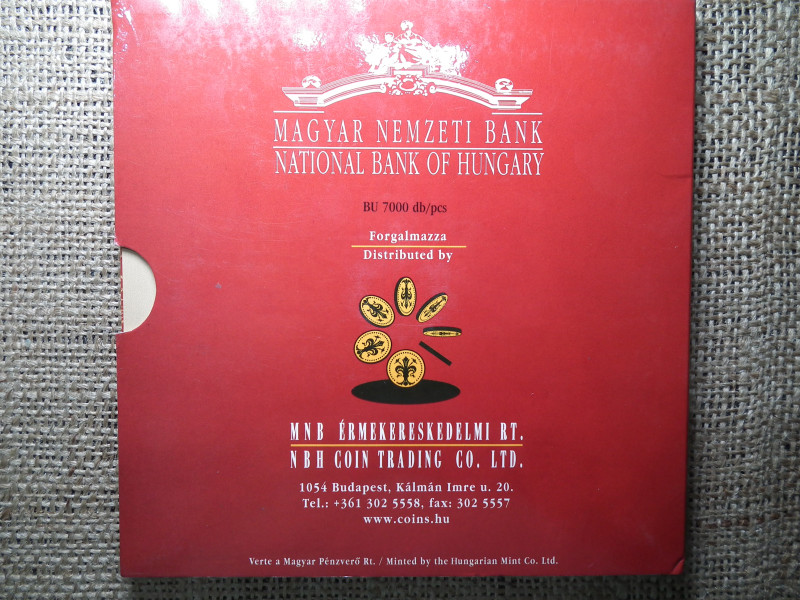 MAGYAR NEMZETI BANK
NATIONAL BANK OF HUNGARY
BU 7000 db/pcs
Forgalmazza
Distributed by
MNB ÉRMEKERESKEDELMI RT.
NBH COIN TRADING CO. LTD.
1054 Budapest, Kálmán Imre u. 20.
Tel.: +361 302 5558, fax: 302 5557
www.coins.hu
Verte a Magyar Pénzverő Rt. / Minted by the Hungarian Mint Co. Ltd.